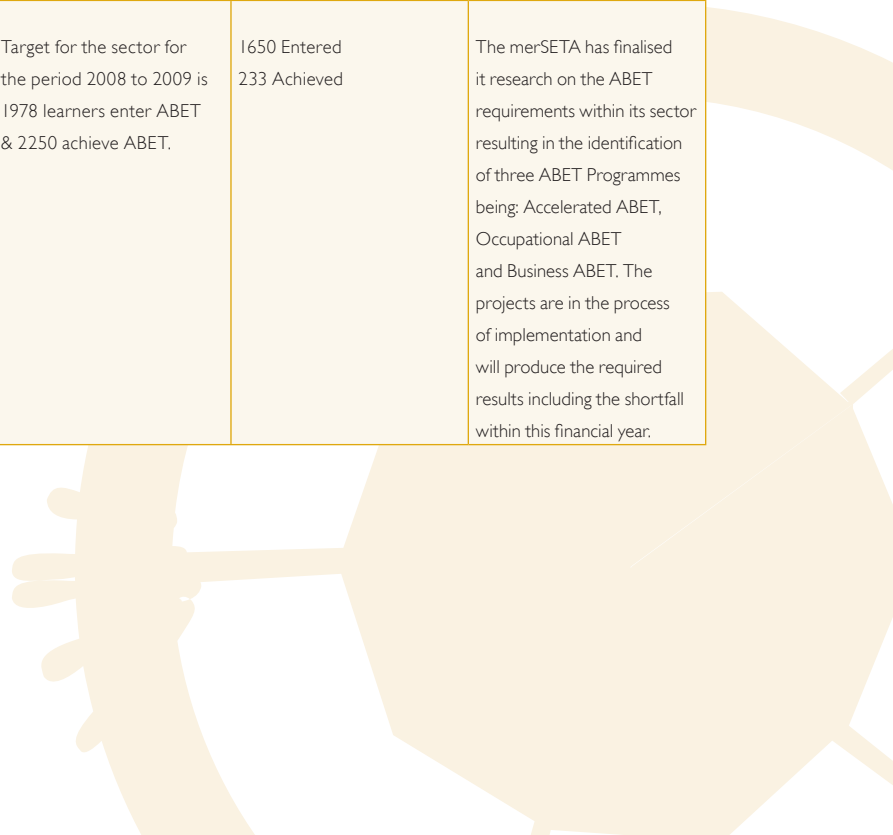 Target for the sector for
the period 2008 to 2009 is
1978 learners enter ABET
& 2250 achieve ABET.
1650 Entered
233 Achieved
The merSETA has finalised
it research on the ABET
requirements within its sector
resulting in the identification
of three ABET Programmes
being: Accelerated ABET,
Occupational ABET
and Business ABET. The
projects are in the process
of implementation and
will produce the required
results including the shortfall
within this financial year.